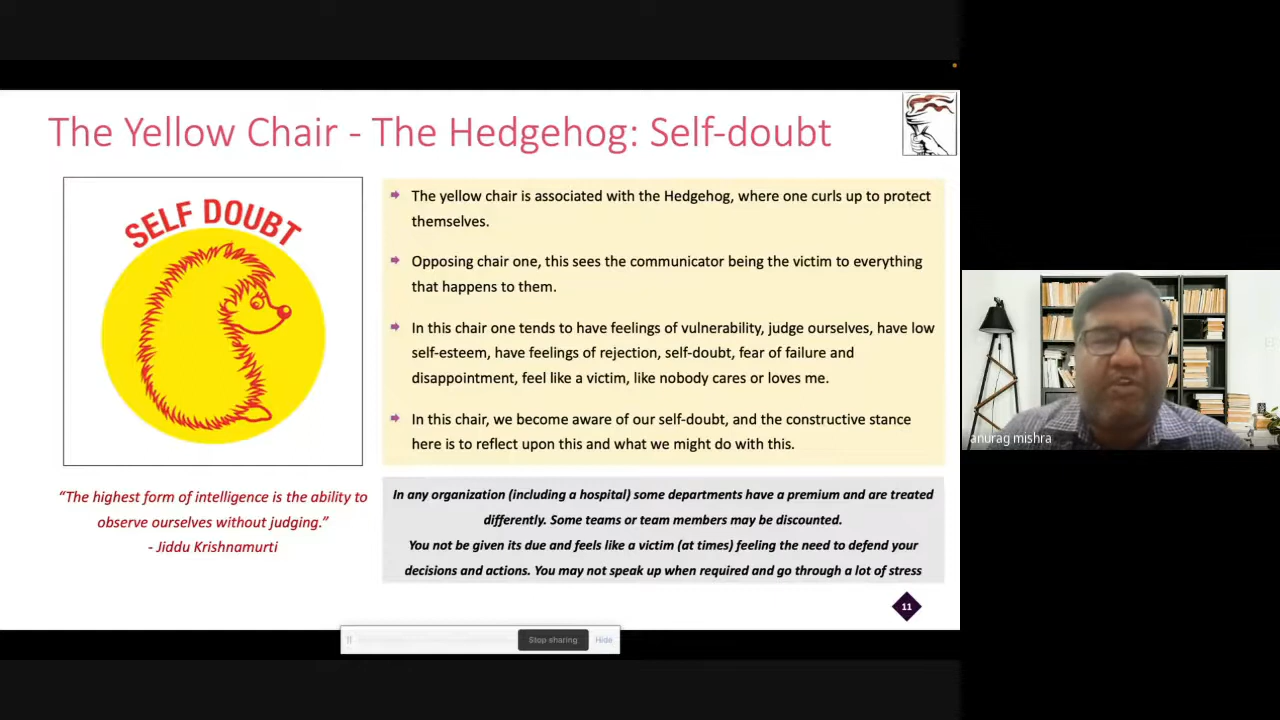 The Yellow Chair - The Hedgehog: Self-doubt
SELF DOUBT
The yellow chair is associated with the Hedgehog, where one curls up to protect
themselves.
Opposing chair one, this sees the communicator being the victim to everything
that happens to them.
In this chair one tends to have feelings of vulnerability, judge ourselves, have low
self-esteem, have feelings of rejection, self-doubt, fear of failure and
disappointment, feel like a victim, like nobody cares or loves me.
In this chair, we become aware of our self-doubt, and the constructive stance
here is to reflect upon this and what we might do with this.
“The highest form of intelligence is the ability to
observe ourselves without judging.”
- Jiddu Krishnamurti
In any organization (including a hospital) some departments have a premium and are treated
differently. Some teams or team members may be discounted.
You not be given its due and feels like a victim (at times) feeling the need to defend your
decisions and actions. You may not speak up when required and go through a lot of stress
11
Stop sharing
Hide
anurag mishra